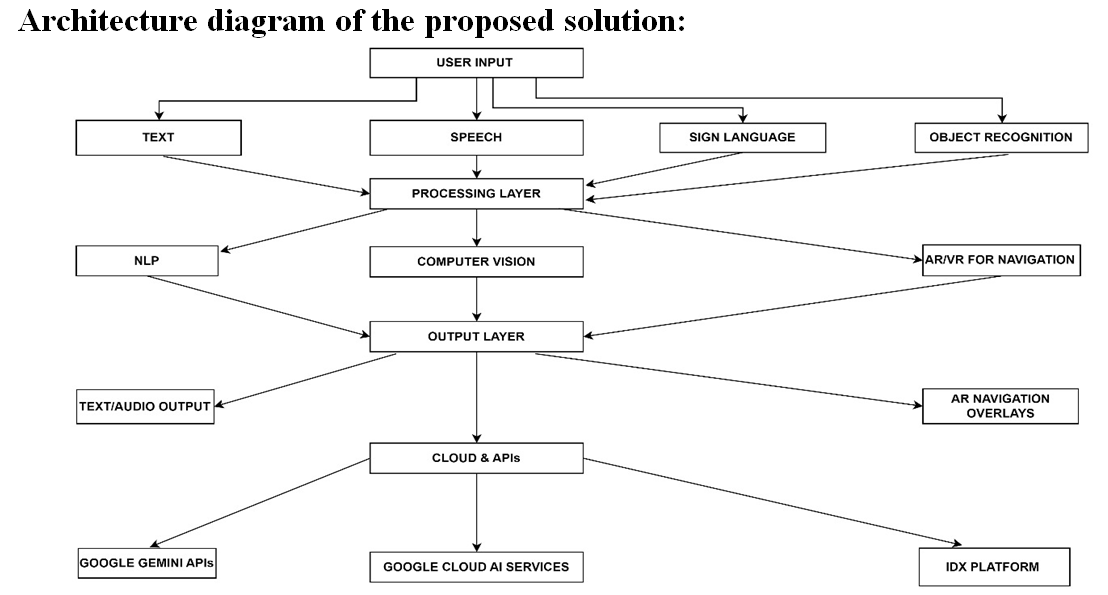 Architecture diagram of the proposed solution:
USER INPUT
TEXT
SPEECH
SIGN LANGUAGE
OBJECT RECOGNITION
PROCESSING LAYER
NLP
COMPUTER VISION
AR/VR FOR NAVIGATION
OUTPUT LAYER
TEXT/AUDIO OUTPUT
AR NAVIGATION
OVERLAYS
CLOUD & APIs
GOOGLE GEMINI APIs
GOOGLE CLOUD AI SERVICES
IDX PLATFORM